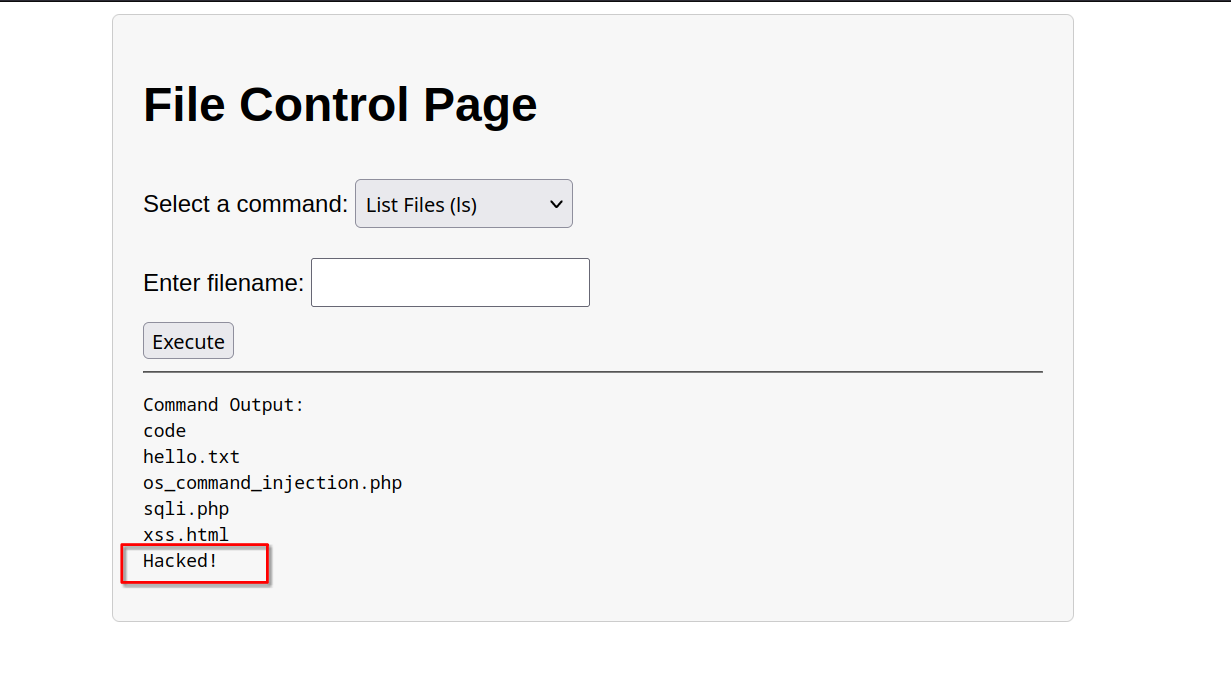 File Control Page
Select a command: List Files (ls)
Enter filename:
Execute
Command Output:
code
hello.txt
os_command_injection.php
sqli.php
xss.html
Hacked!